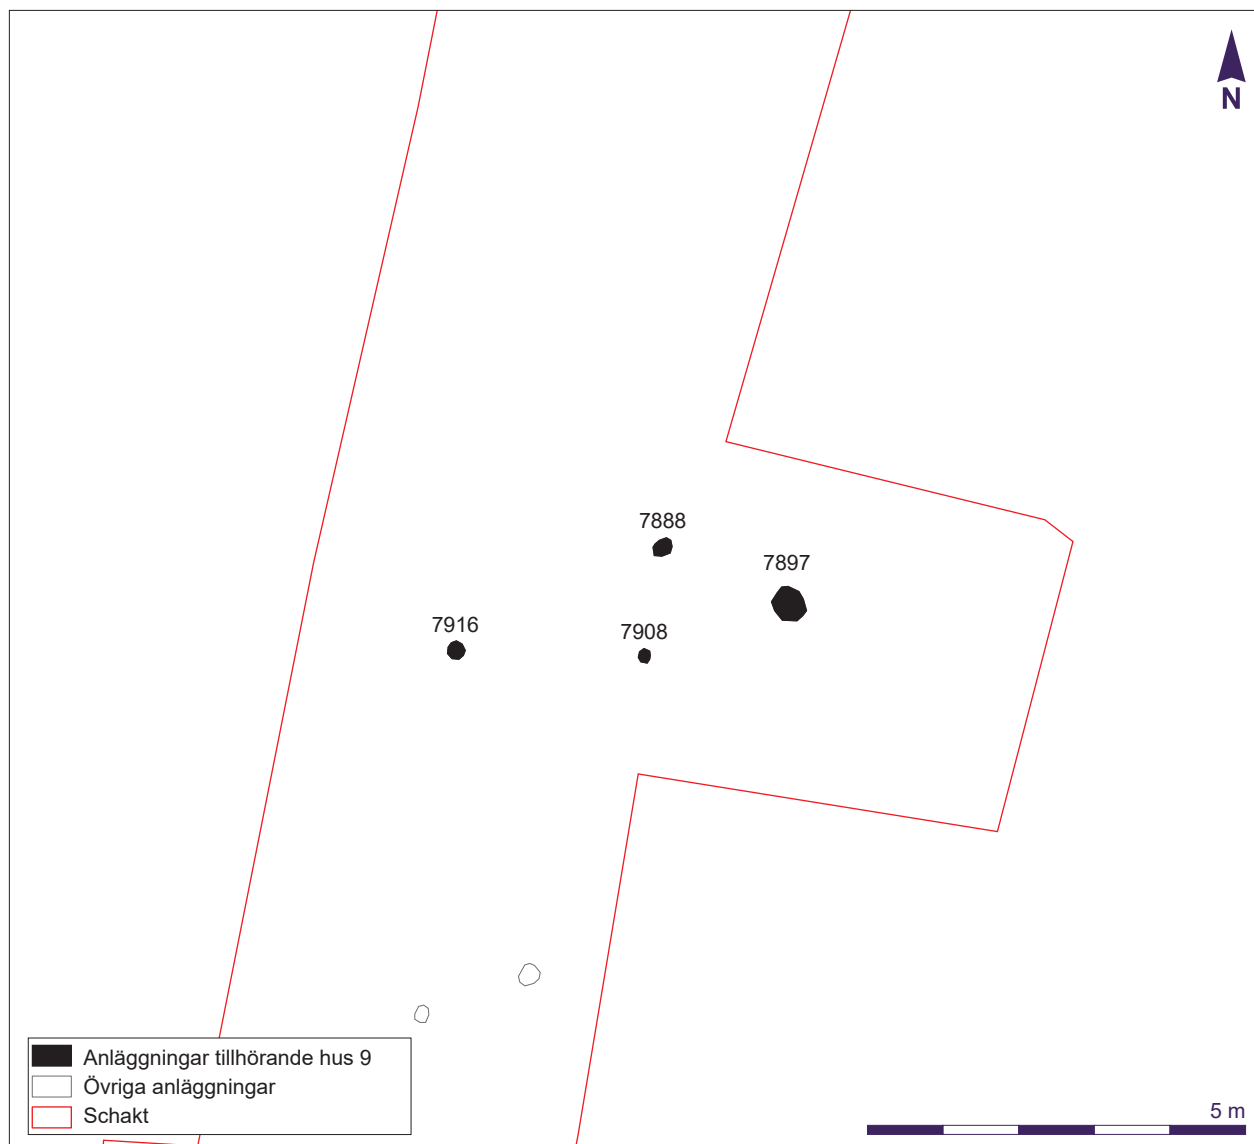 N
7888
7897
7916
7908
Anläggningar tillhörande hus 9
Övriga anläggningar
Schakt
5 m